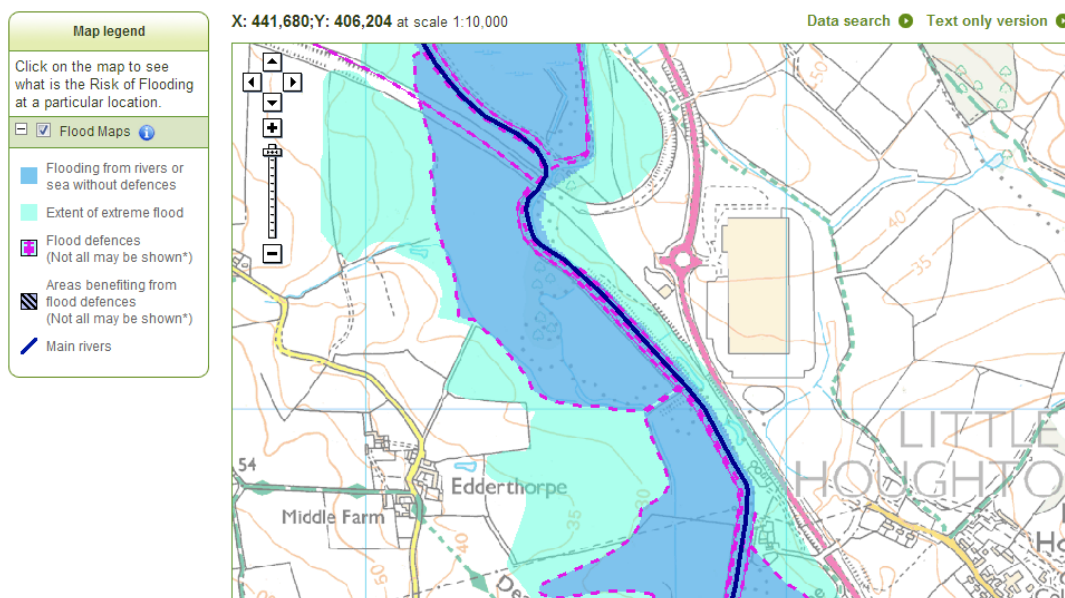 Map legend
Click on the map to see
what is the Risk of Flooding
at a particular location.
Flood Maps
Flooding from rivers or
sea without defences
Extent of extreme flood
Flood defences
(Not all may be shown*)
Areas benefiting from
flood defences
(Not all may be shown*)
Main rivers
X: 441,680;Y: 406,204 at scale 1:10,000
Data search
Text only version
50
40
35
LITTLE
HOUGHTO
54
Edderthorpe
Middle Farm
35
30
40
50
De
Ho